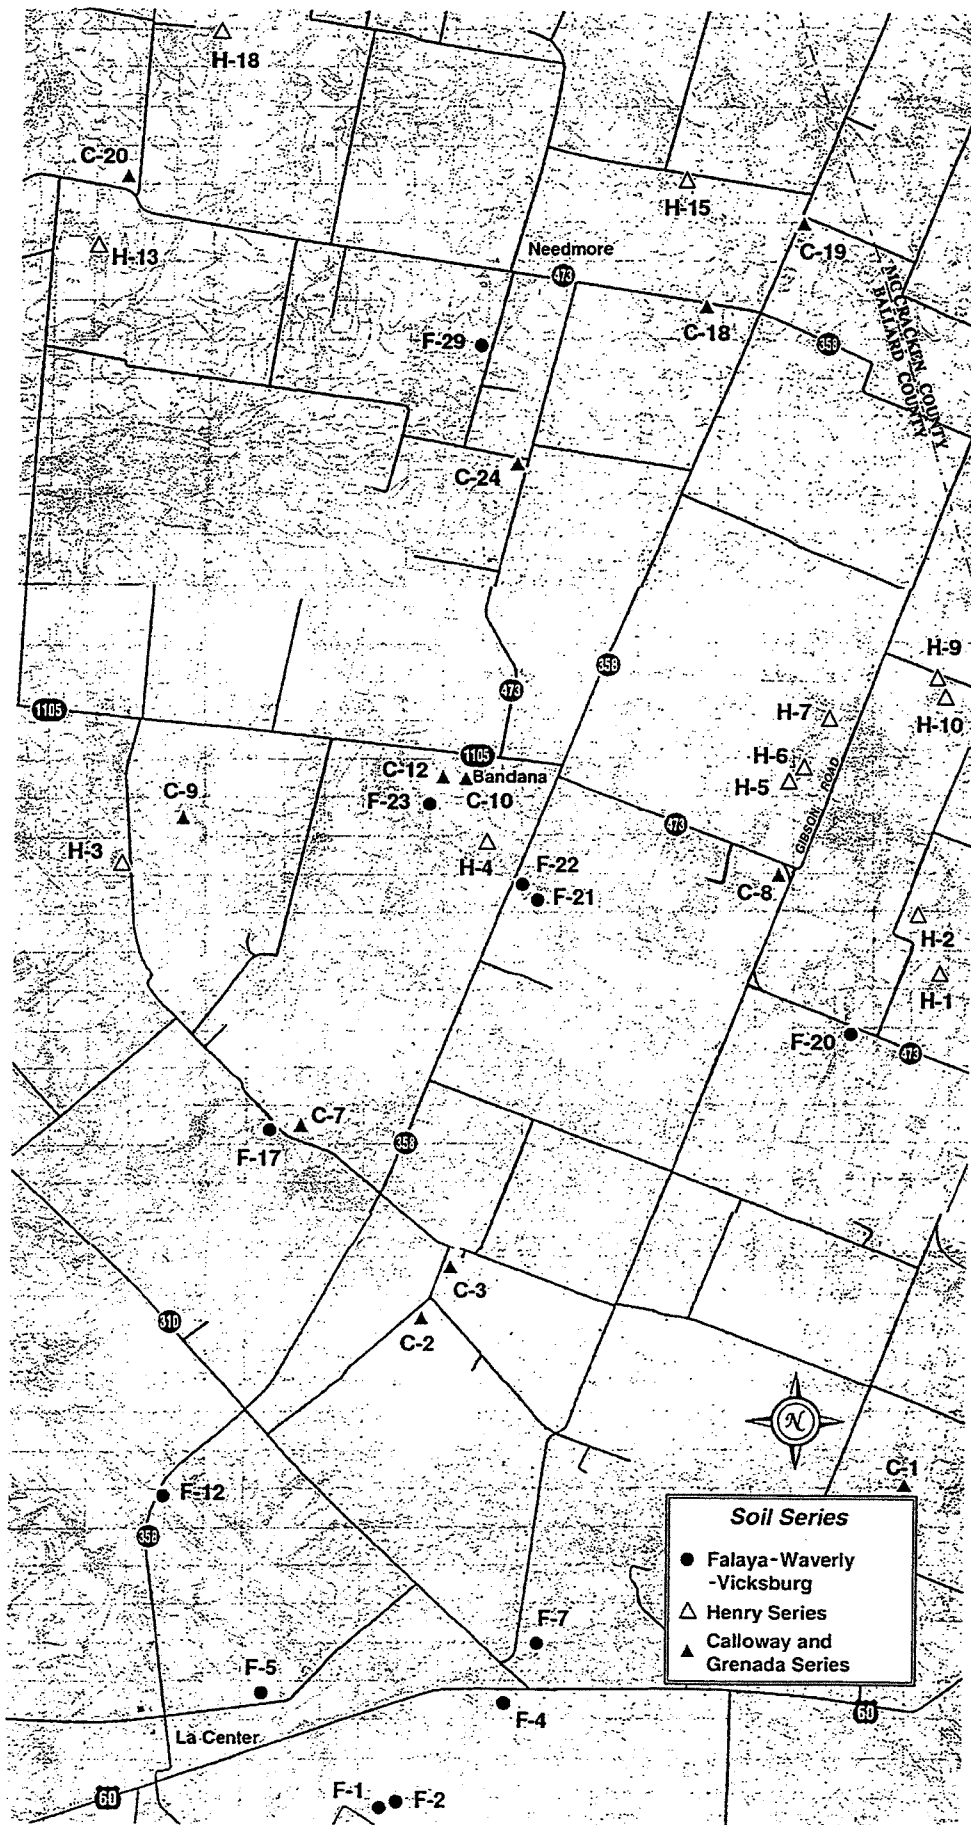 H-18
C-20
H-15
H-13
Needmore
C-19
473
C-18
MC CRACKEN COUNTY
BALLARD COUNTY
F-29
358
C-24
H-9
358
473
H-7
H-10
1105
1105
H-6
C-12
Bandana
H-5
C-9
F-23
C-10
GIBSON ROAD
473
H-3
H-4
F-22
C-8
F-21
H-2
H-1
F-20
473
C-7
358
F-17
C-3
310
C-2
N
C-1
F-12
358
Soil Series
Falaya-Waverly
-Vicksburg
Henry Series
Calloway and
Grenada Series
F-7
F-5
F-4
60
La Center
60
F-1
F-2